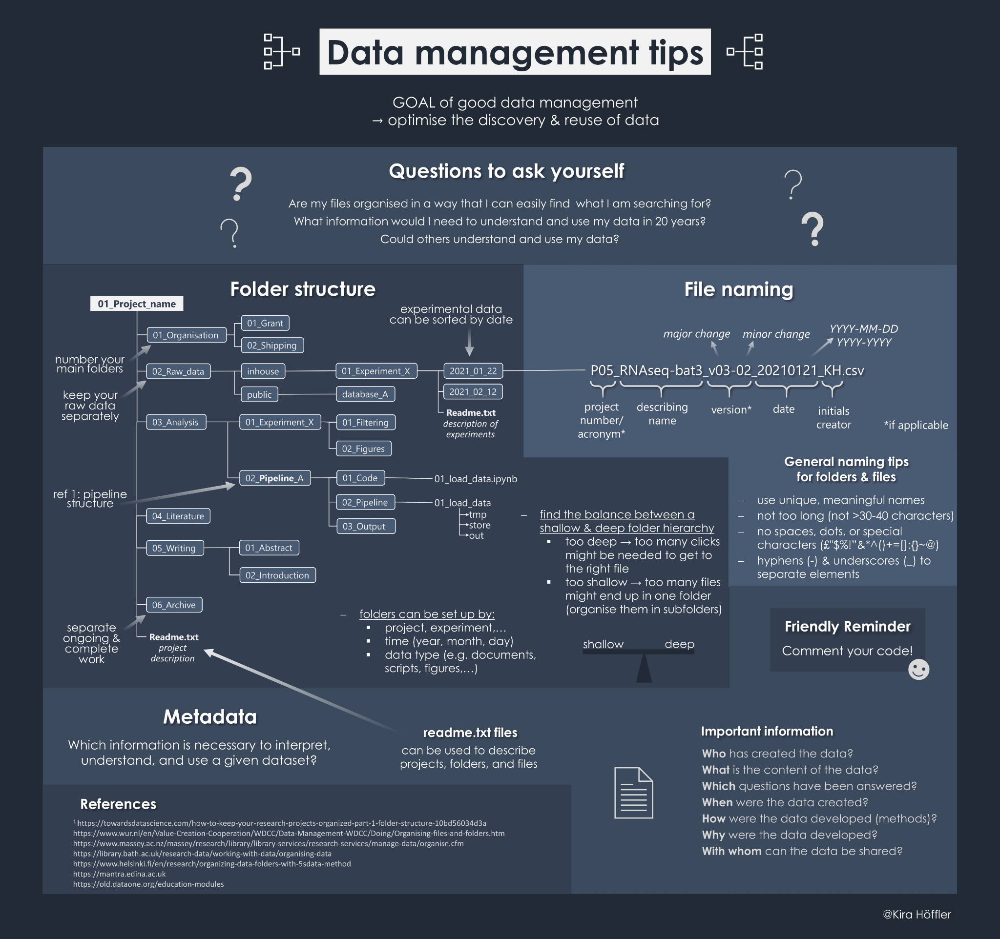 Data management tips
GOAL of good data management
→ optimise the discovery & reuse of data
Questions to ask yourself
Are my files organised in a way that I can easily find what I am searching for?
What information would I need to understand and use my data in 20 years?
Could others understand and use my data?
Folder structure
01_Project_name
01_Organisation
01_Grant
02_Shipping
number your
main folders
02_Raw_data
inhouse
01_Experiment_X
experimental data
can be sorted by date
2021_01_22
2021_02_12
Readme.txt
description of
experiments
public
database_A
keep your
raw data
separately
03_Analysis
01_Experiment_X
01_Filtering
02_Figures
02_Pipeline_A
01_Code
01_load_data.ipynb
02_Pipeline
01_load_data
tmp
store
out
03_Output
ref 1: pipeline
structure
04_Literature
05_Writing
01_Abstract
02_Introduction
06_Archive
separate
ongoing &
complete
work
Readme.txt
project
description
– folders can be set up by:
▪ project, experiment,...
▪ time (year, month, day)
▪ data type (e.g. documents,
scripts, figures,...)
– find the balance between a
shallow & deep folder hierarchy
▪ too deep → too many clicks
might be needed to get to
the right file
▪ too shallow → too many files
might end up in one folder
(organise them in subfolders)
shallow deep
File naming
major change
minor change
YYYY-MM-DD
YYYY-YYYY
P05_RNAseq-bat3_v03-02_20210121_KH.csv
project
number/
acronym*
describing
name
version*
date
initials
creator
*if applicable
General naming tips
for folders & files
– use unique, meaningful names
– not too long (not >30-40 characters)
– no spaces, dots, or special
characters (£"$%!”&*^()+=[]:{}~@)
– hyphens (-) & underscores (_) to
separate elements
Friendly Reminder
Comment your code!
Metadata
Which information is necessary to interpret,
understand, and use a given dataset?
readme.txt files
can be used to describe
projects, folders, and files
Important information
Who has created the data?
What is the content of the data?
Which questions have been answered?
When were the data created?
How were the data developed (methods)?
Why were the data developed?
With whom can the data be shared?
References
1 https://towardsdatascience.com/how-to-keep-your-research-projects-organized-part-1-folder-structure-10bd56034d3a
https://www.wur.nl/en/Value-Creation-Cooperation/WDCC/Data-Management-WDCC/Doing/Organising-files-and-folders.htm
https://www.massey.ac.nz/massey/research/library/library-services/research-services/manage-data/organise.cfm
https://library.bath.ac.uk/research-data/working-with-data/organising-data
https://www.helsinki.fi/en/research/organizing-data-folders-with-5sdata-method
https://mantra.edina.ac.uk
https://old.dataone.org/education-modules
@Kira Höffler